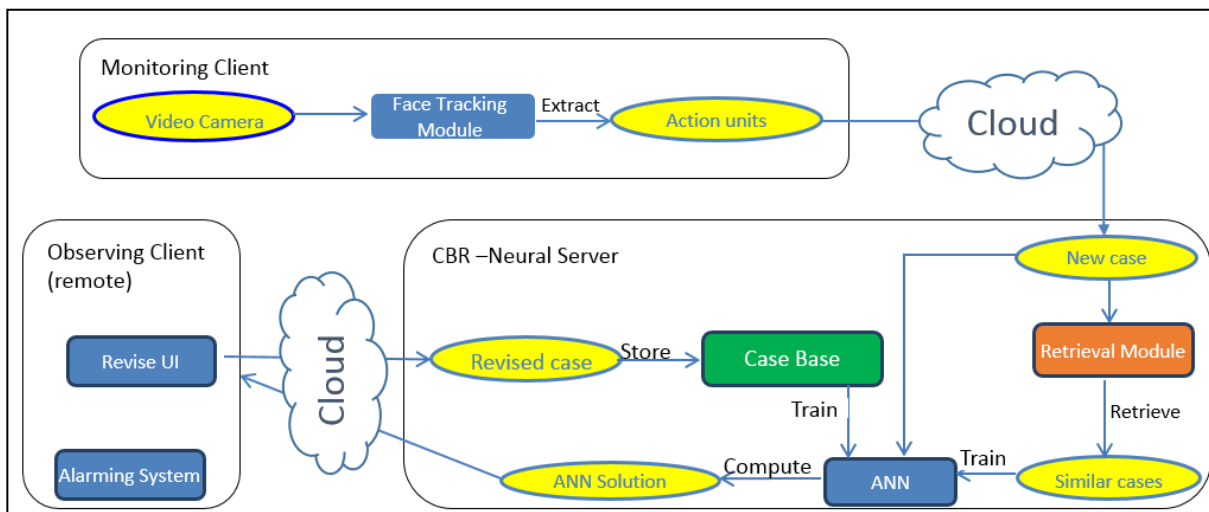 Monitoring Client
Video Camera
Face Tracking
Module
Extract
Action units
Cloud
Observing Client
(remote)
Revise UI
Alarming System
Cloud
CBR –Neural Server
New case
Revised case
Store
Case Base
Retrieval Module
Train
Retrieve
ANN Solution
Compute
ANN
Train
Similar cases